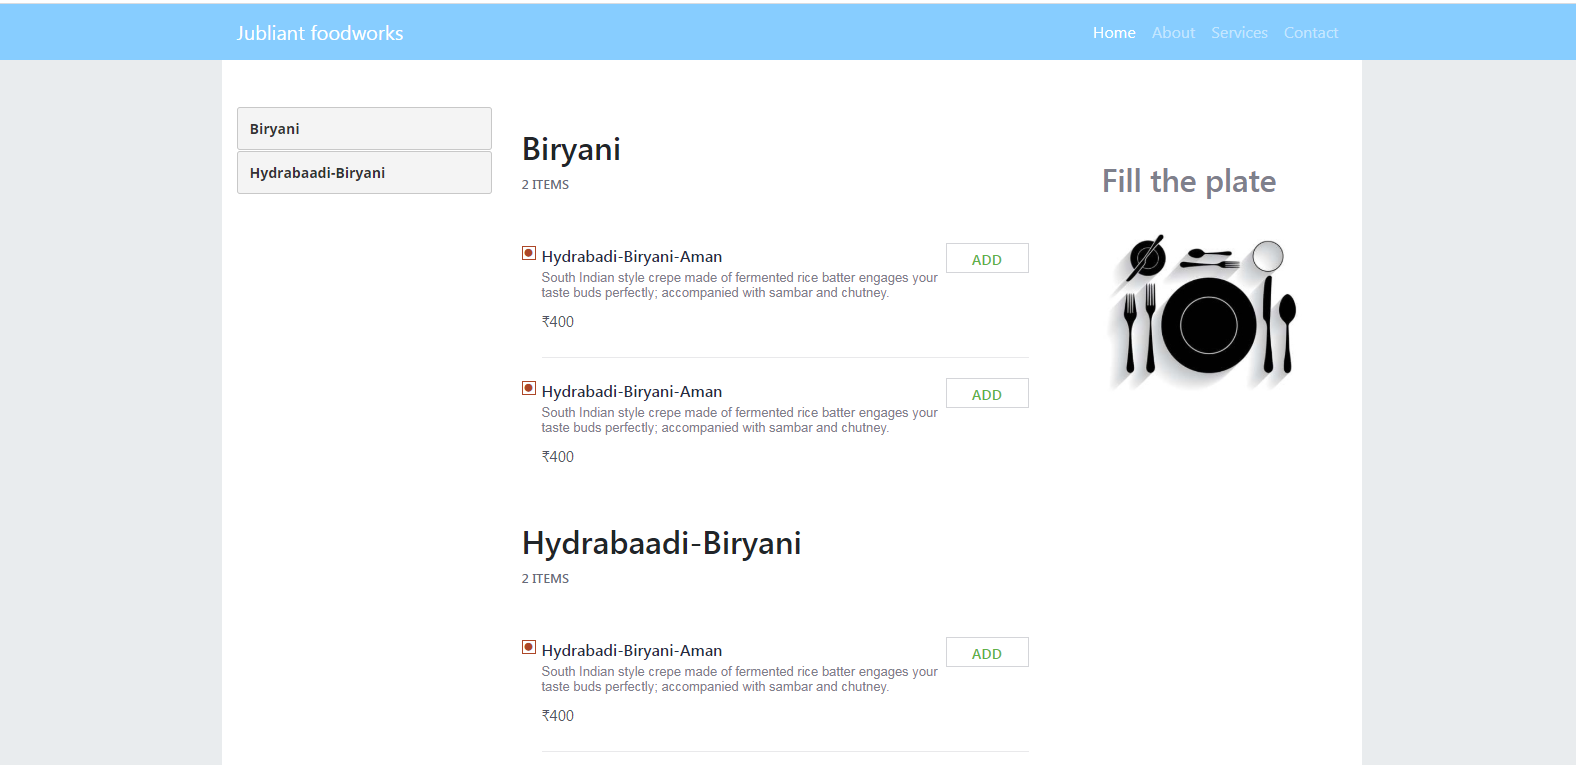 Jubliant foodworks
Home About Services Contact
Biryani
Hydrabaadi-Biryani
Biryani
2 ITEMS
Hydrabadi-Biryani-Aman
ADD
South Indian style crepe made of fermented rice batter engages your
taste buds perfectly; accompanied with sambar and chutney.
₹400
Hydrabadi-Biryani-Aman
ADD
South Indian style crepe made of fermented rice batter engages your
taste buds perfectly; accompanied with sambar and chutney.
₹400
Hydrabaadi-Biryani
2 ITEMS
Hydrabadi-Biryani-Aman
ADD
South Indian style crepe made of fermented rice batter engages your
taste buds perfectly; accompanied with sambar and chutney.
₹400
Fill the plate